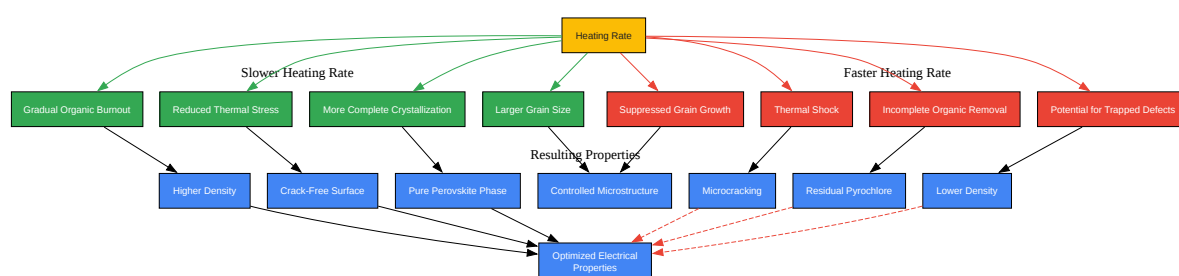 Heating Rate
Slower Heating Rate
Faster Heating Rate
Gradual Organic Burnout
Reduced Thermal Stress
More Complete Crystallization
Larger Grain Size
Suppressed Grain Growth
Thermal Shock
Incomplete Organic Removal
Potential for Trapped Defects
Resulting Properties
Higher Density
Crack-Free Surface
Pure Perovskite Phase
Controlled Microstructure
Microcracking
Residual Pyrochlore
Lower Density
Optimized Electrical
Properties